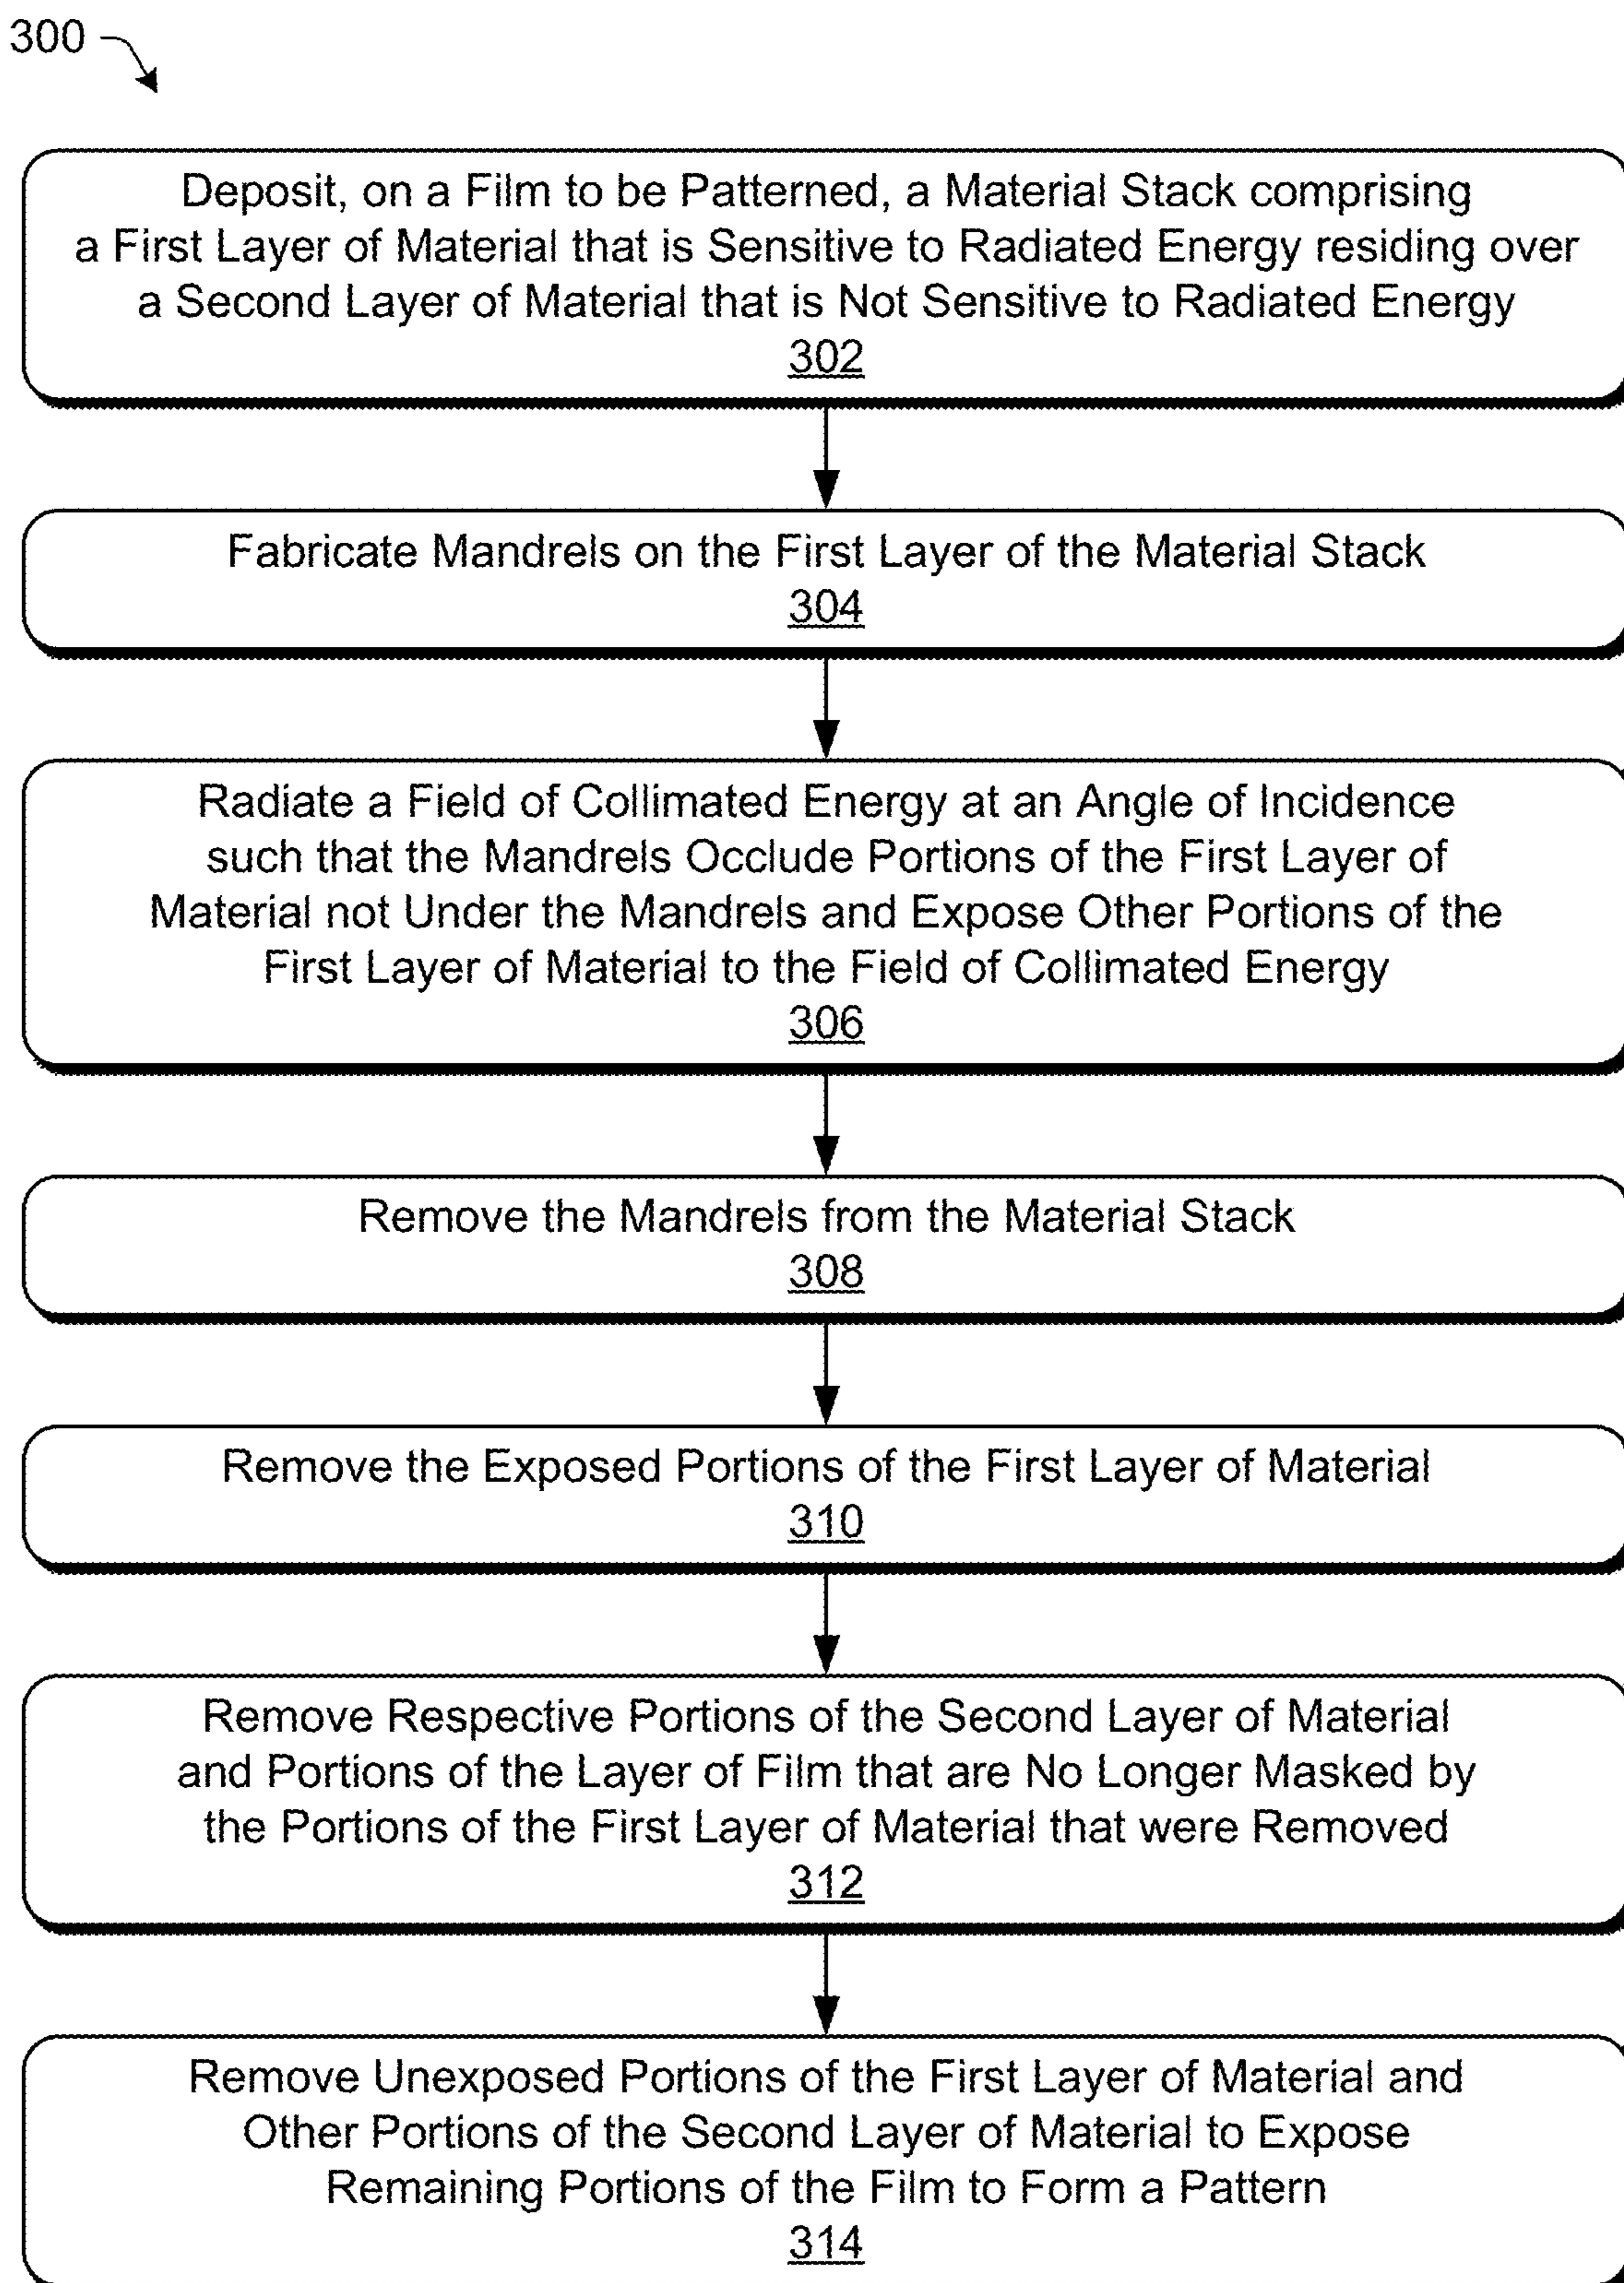 300
Deposit, on a Film to be Patterned, a Material Stack comprising
a First Layer of Material that is Sensitive to Radiated Energy residing over
a Second Layer of Material that is Not Sensitive to Radiated Energy
302
Fabricate Mandrels on the First Layer of the Material Stack
304
Radiate a Field of Collimated Energy at an Angle of Incidence
such that the Mandrels Occlude Portions of the First Layer of
Material not Under the Mandrels and Expose Other Portions of the
First Layer of Material to the Field of Collimated Energy
306
Remove the Mandrels from the Material Stack
308
Remove the Exposed Portions of the First Layer of Material
310
Remove Respective Portions of the Second Layer of Material
and Portions of the Layer of Film that are No Longer Masked by
the Portions of the First Layer of Material that were Removed
312
Remove Unexposed Portions of the First Layer of Material and
Other Portions of the Second Layer of Material to Expose
Remaining Portions of the Film to Form a Pattern
314